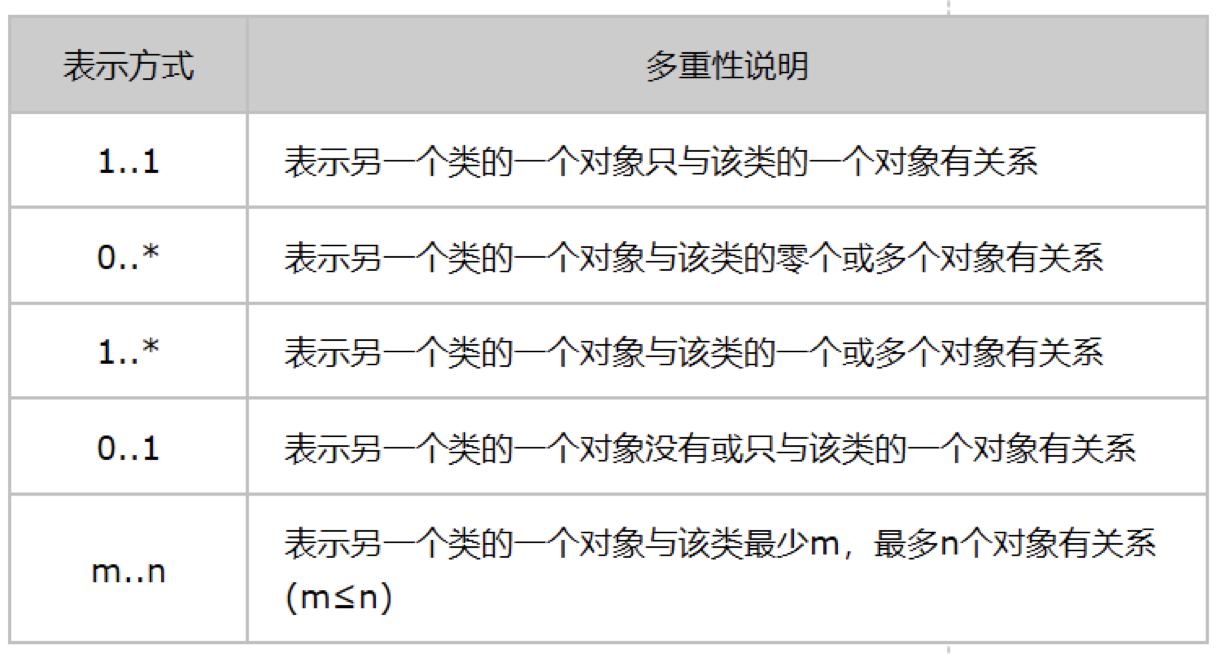 表示方式 多重性说明
1..1 表示另一个类的一个对象只与该类的一个对象有关系
0..* 表示另一个类的一个对象与该类的零个或多个对象有关系
1..* 表示另一个类的一个对象与该类的一个或多个对象有关系
0..1 表示另一个类的一个对象没有或只与该类的一个对象有关系
m..n 表示另一个类的一个对象与该类最少m，最多n个对象有关系
(m≤n)